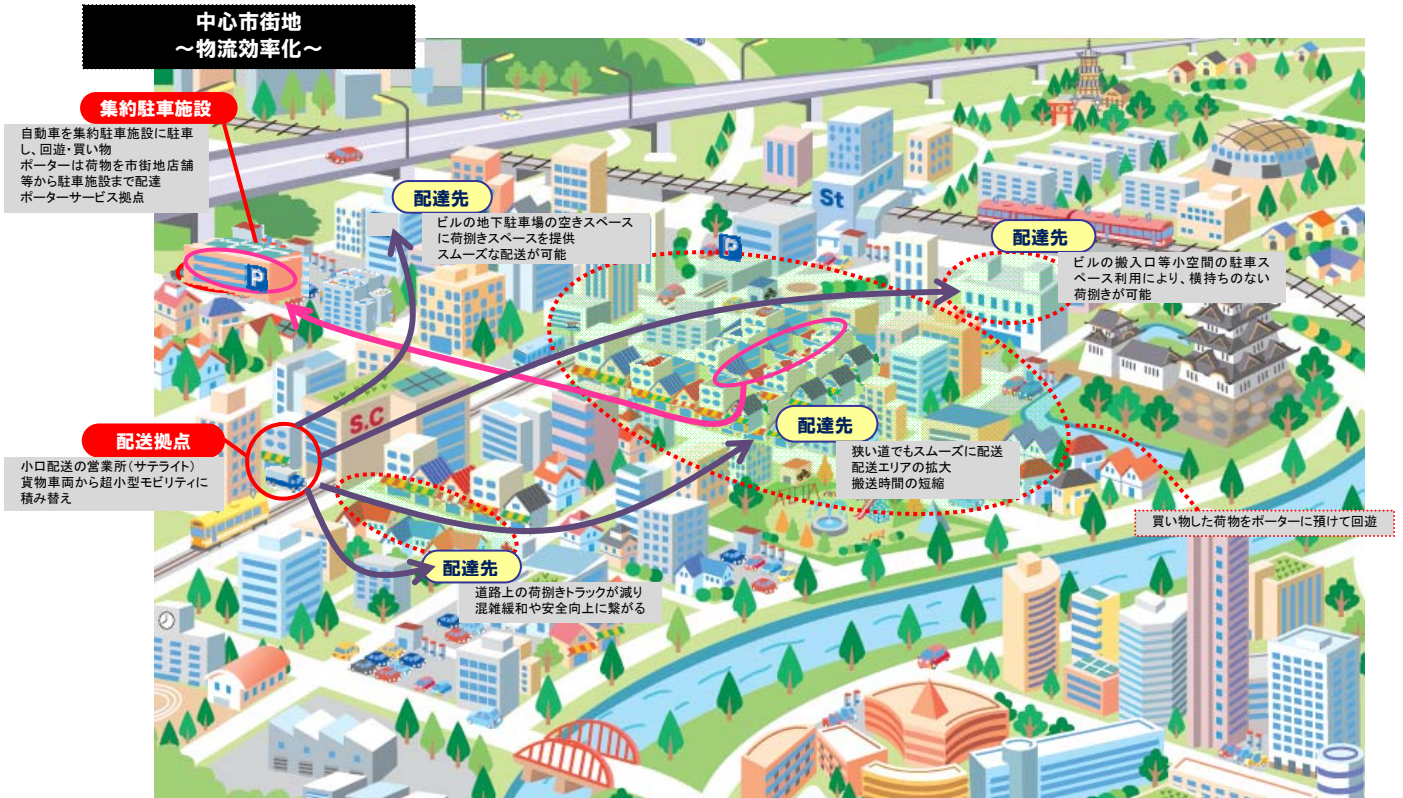 中心市街地
～物流効率化～
集約駐車施設
自動車を集約駐車施設に駐車
し、回遊・買い物
ポーターは荷物を市街地店舗
等から駐車施設まで配達
ポーターサービス拠点
配達先
ビルの地下駐車場の空きスペース
に荷捌きスペースを提供
スムーズな配送が可能
St
P
配達先
ビルの搬入口等小空間の駐車ス
ペース利用により、横持ちのない
荷捌きが可能
P
S.C
配送拠点
小口配送の営業所（サテライト）
貨物車両から超小型モビリティに
積み替え
配達先
狭い道でもスムーズに配送
配送エリアの拡大
搬送時間の短縮
買い物した荷物をポーターに預けて回遊
配達先
道路上の荷捌きトラックが減り
混雑緩和や安全向上に繋がる